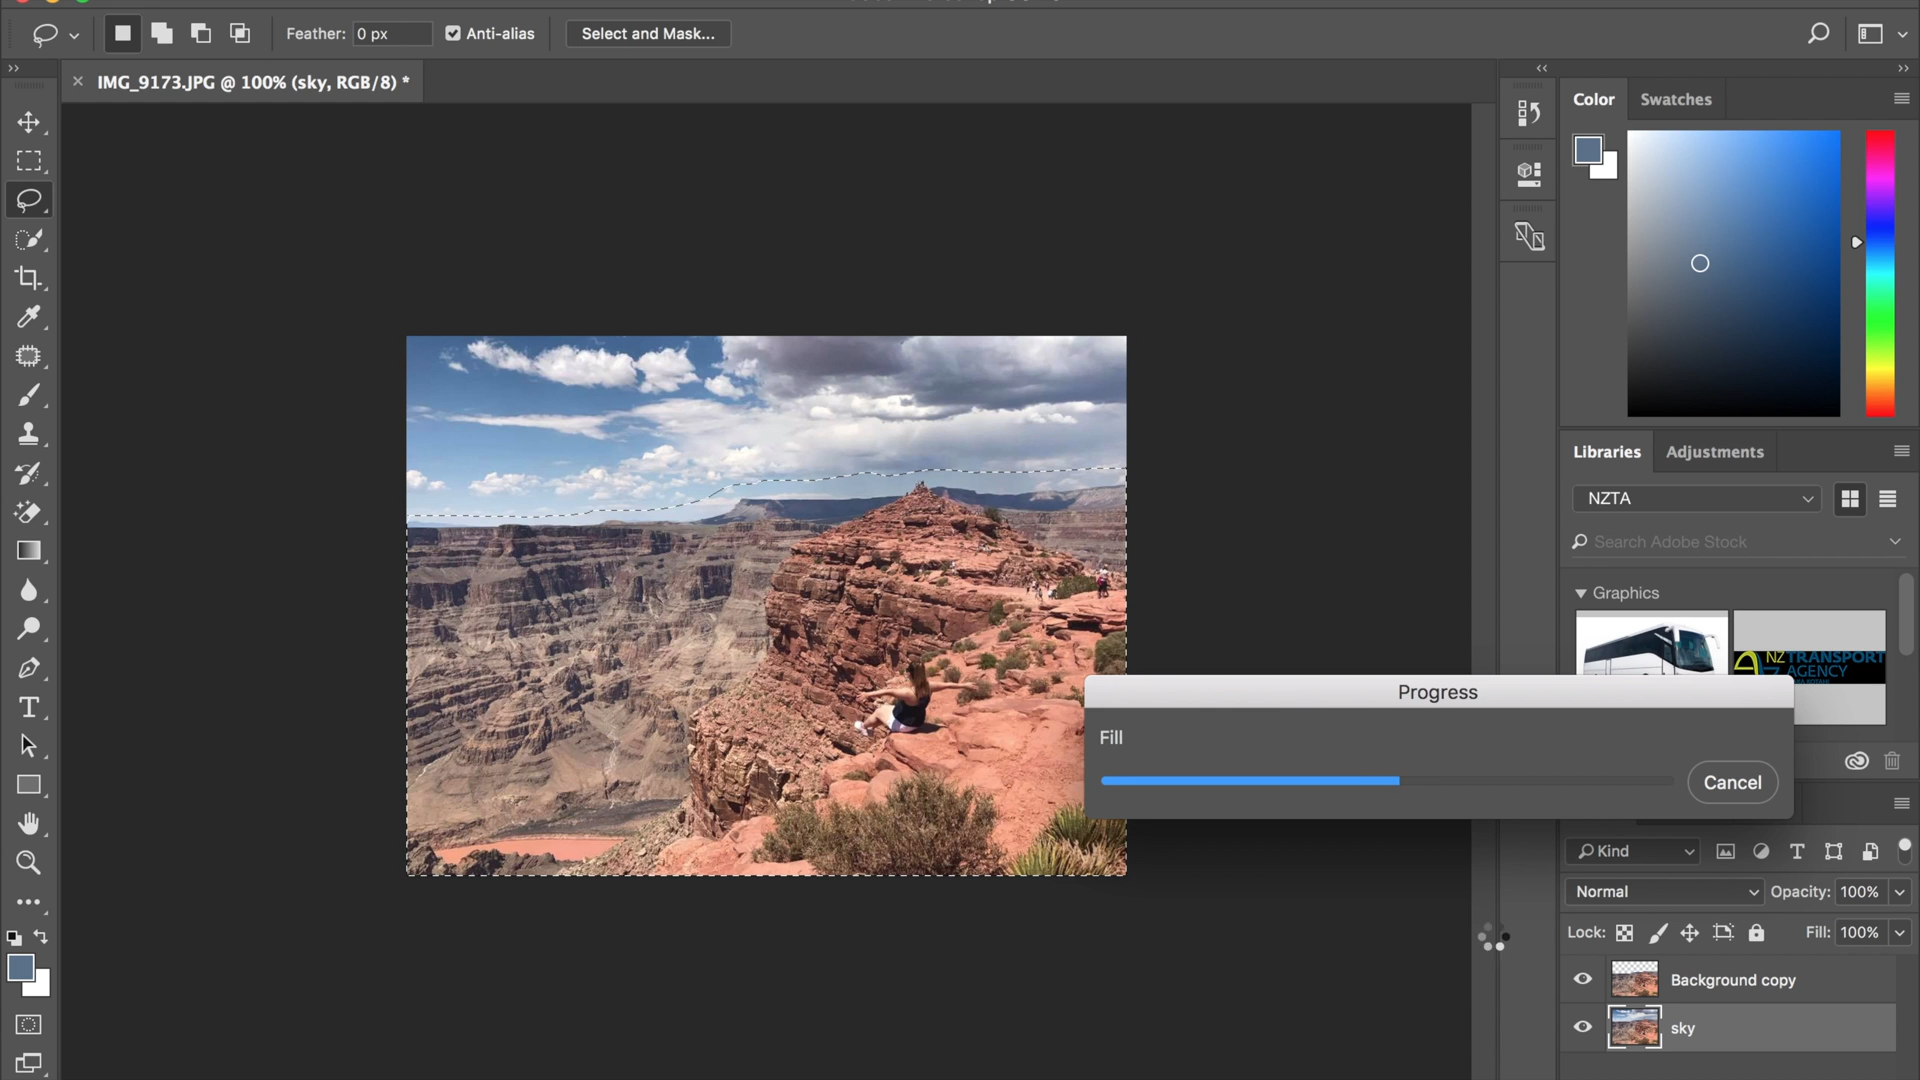 Feather: 0 px Anti-alias Select and Mask...
IMG_9173.JPG @ 100% (sky, RGB/8) *
Color Swatches
Libraries Adjustments
NZTA
Search Adobe Stock
Graphics
NZ TRANSPORT
AGENCY
Progress
Fill
Cancel
Kind
Normal Opacity: 100%
Lock: Fill: 100%
Background copy
sky